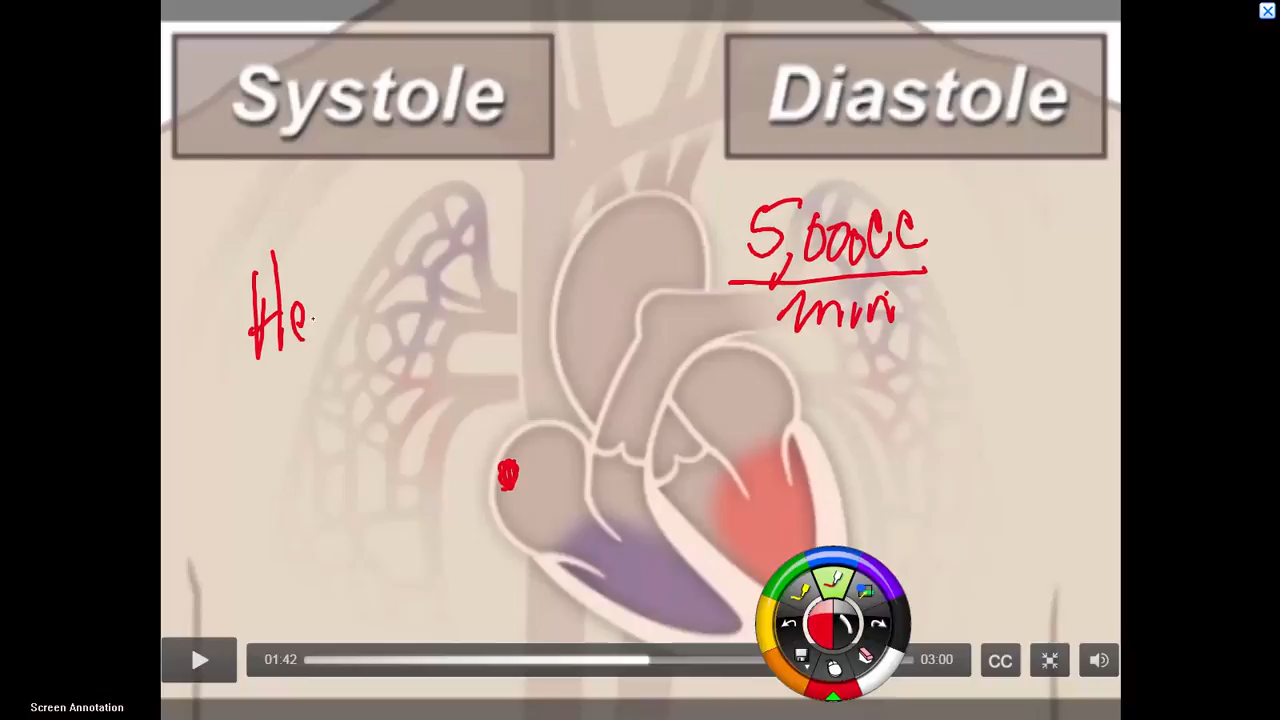 Systole
Diastole
5,000cc
min
He
01:42
03:00
CC
Screen Annotation